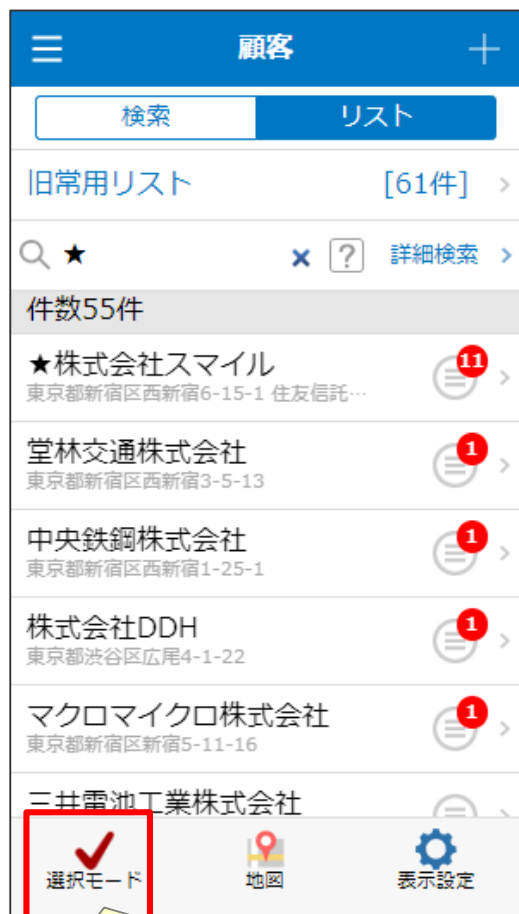 顧客
検索 リスト
旧常用リスト [61件]
★ × ? 詳細検索
件数55件
★株式会社スマイル 11
東京都新宿区西新宿6-15-1 住友信託…
堂林交通株式会社 1
東京都新宿区西新宿3-5-13
中央鉄鋼株式会社 1
東京都新宿区西新宿1-25-1
株式会社DDH 1
東京都渋谷区広尾4-1-22
マクロマイクロ株式会社 1
東京都新宿区新宿5-11-16
三井電池工業株式会社
選択モード 地図 表示設定